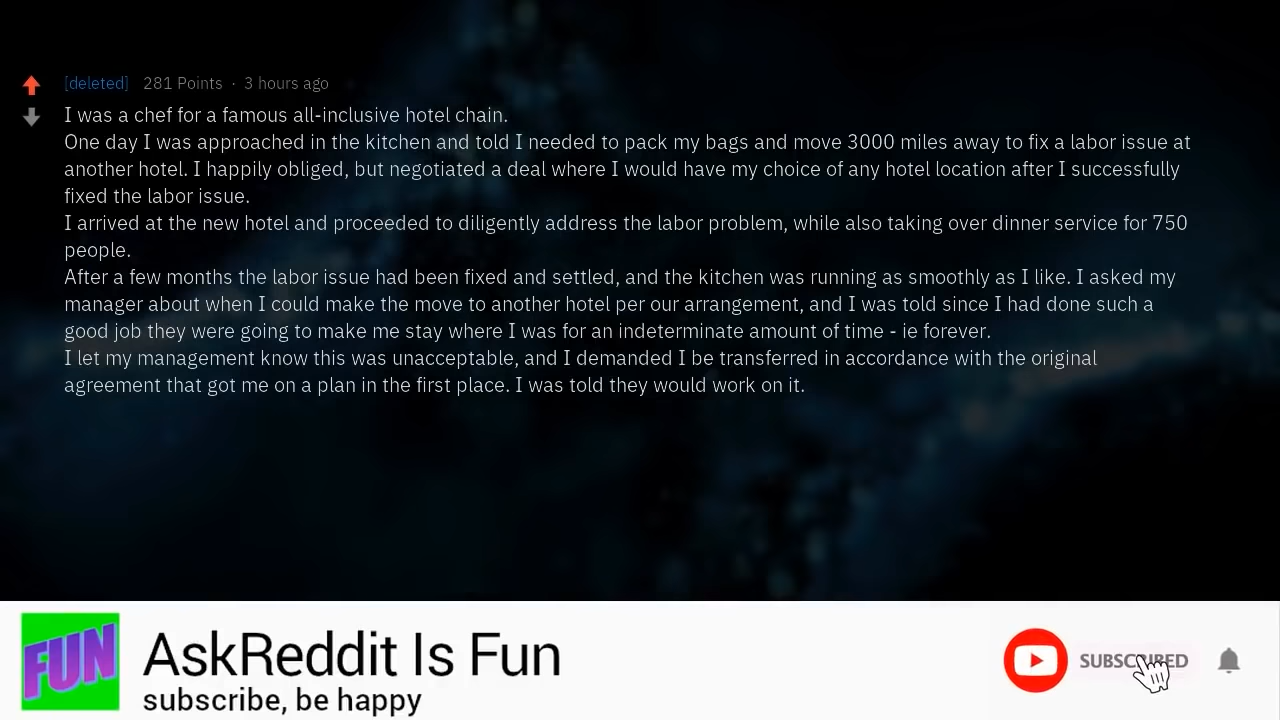 [deleted] 281 Points · 3 hours ago
I was a chef for a famous all-inclusive hotel chain.
One day I was approached in the kitchen and told I needed to pack my bags and move 3000 miles away to fix a labor issue at
another hotel. I happily obliged, but negotiated a deal where I would have my choice of any hotel location after I successfully
fixed the labor issue.
I arrived at the new hotel and proceeded to diligently address the labor problem, while also taking over dinner service for 750
people.
After a few months the labor issue had been fixed and settled, and the kitchen was running as smoothly as I like. I asked my
manager about when I could make the move to another hotel per our arrangement, and I was told since I had done such a
good job they were going to make me stay where I was for an indeterminate amount of time - ie forever.
I let my management know this was unacceptable, and I demanded I be transferred in accordance with the original
agreement that got me on a plan in the first place. I was told they would work on it.
FUN
AskReddit Is Fun
subscribe, be happy
SUBSCRIBED